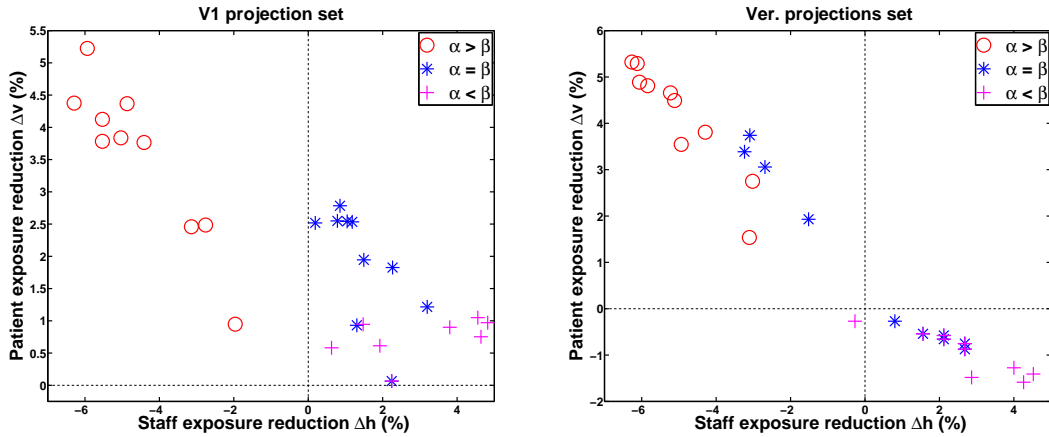 V1 projection set
Patient exposure reduction Δv (%)
5.5
5
4.5
4
3.5
3
2.5
2
1.5
1
0.5
0
α > β
α = β
α < β
−6
−4
−2
0
2
4
Staff exposure reduction Δh (%)
Ver. projections set
Patient exposure reduction Δv (%)
6
5
4
3
2
1
0
−1
−2
α > β
α = β
α < β
−6
−4
−2
0
2
4
Staff exposure reduction Δh (%)